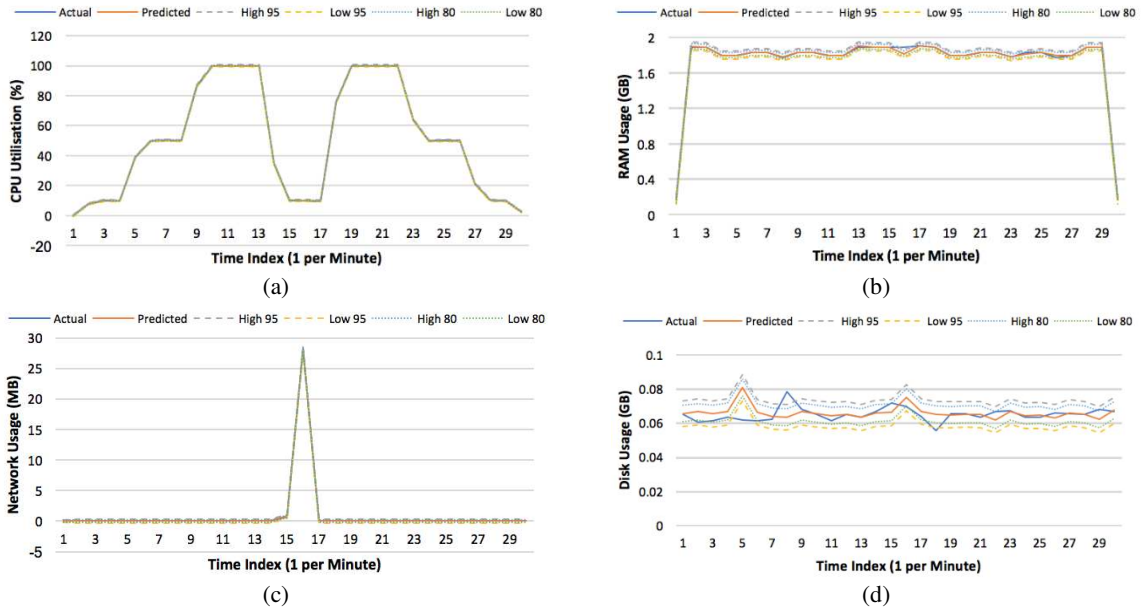 Actual Predicted High 95 Low 95 High 80 Low 80
120
100
80
60
40
20
0
-20
CPU Utilisation (%)
1 3 5 7 9 11 13 15 17 19 21 23 25 27 29
Time Index (1 per Minute)
(a)
Actual Predicted High 95 Low 95 High 80 Low 80
2
1.6
1.2
0.8
0.4
0
RAM Usage (GB)
1 3 5 7 9 11 13 15 17 19 21 23 25 27 29
Time Index (1 per Minute)
(b)
Actual Predicted High 95 Low 95 High 80 Low 80
30
25
20
15
10
5
0
-5
Network Usage (MB)
1 3 5 7 9 11 13 15 17 19 21 23 25 27 29
Time Index (1 per Minute)
(c)
Actual Predicted High 95 Low 95 High 80 Low 80
0.1
0.08
0.06
0.04
0.02
0
Disk Usage (GB)
1 3 5 7 9 11 13 15 17 19 21 23 25 27 29
Time Index (1 per Minute)
(d)